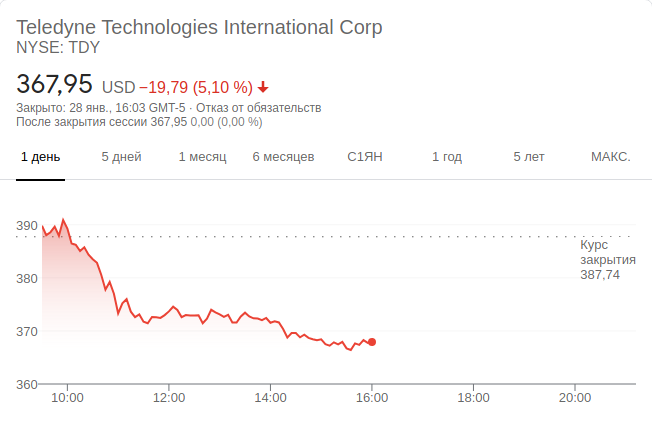 Teledyne Technologies International Corp
NYSE: TDY
367,95 USD −19,79 (5,10 %)
Закрыто: 28 янв., 16:03 GMT-5 · Отказ от обязательств
После закрытия сессии 367,95 0,00 (0,00 %)
1 день 5 дней 1 месяц 6 месяцев С1ЯН 1 год 5 лет МАКС.
390
Курс
закрытия
387,74
380
370
360
10:00 12:00 14:00 16:00 18:00 20:00